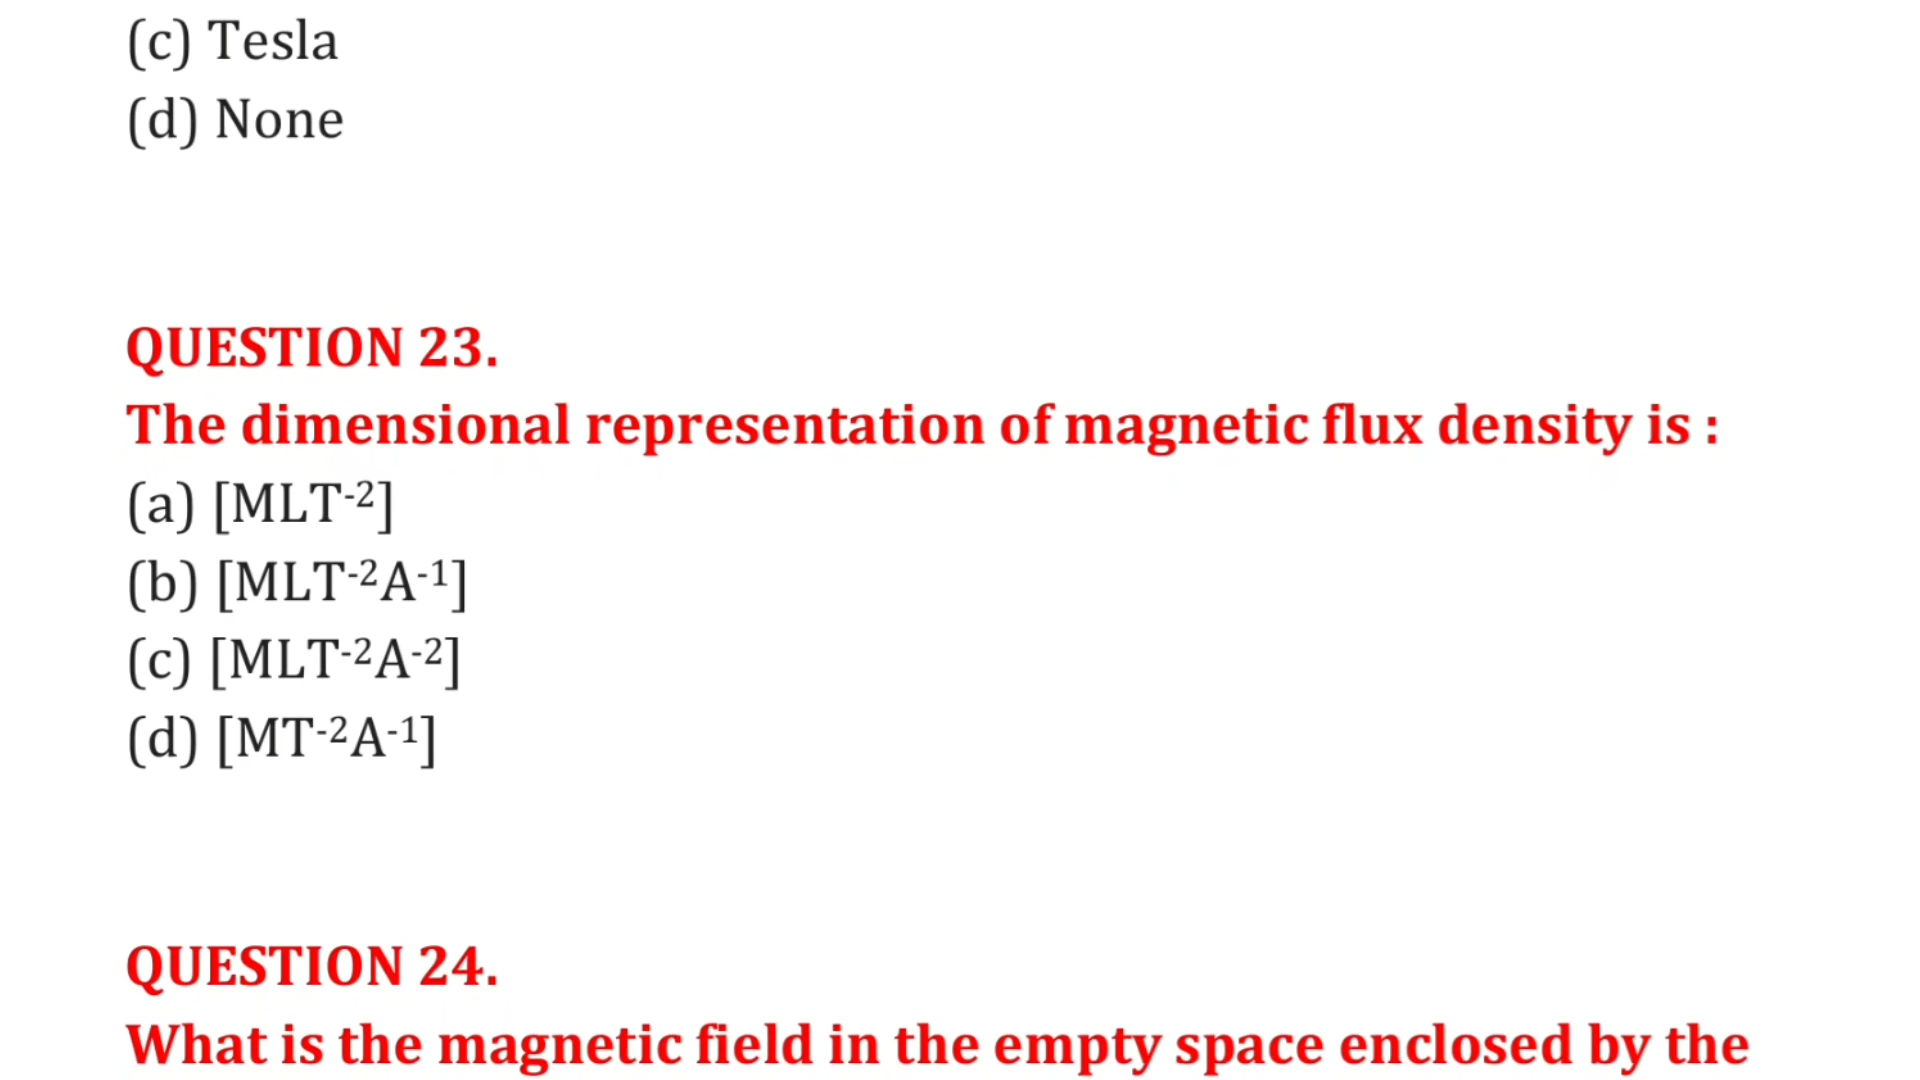 (c) Tesla
(d) None
QUESTION 23.
The dimensional representation of magnetic flux density is :
(a) [MLT⁻²]
(b) [MLT⁻²A⁻¹]
(c) [MLT⁻²A⁻²]
(d) [MT⁻²A⁻¹]
QUESTION 24.
What is the magnetic field in the empty space enclosed by the